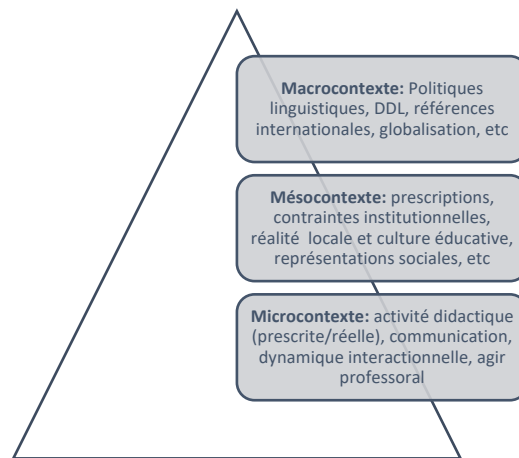 Macrocontexte: Politiques
linguistiques, DDL, références
internationales, globalisation, etc
Mésocontexte: prescriptions,
contraintes institutionnelles,
réalité locale et culture éducative,
représentations sociales, etc
Microcontexte: activité didactique
(prescrite/réelle), communication,
dynamique interactionnelle, agir
professoral